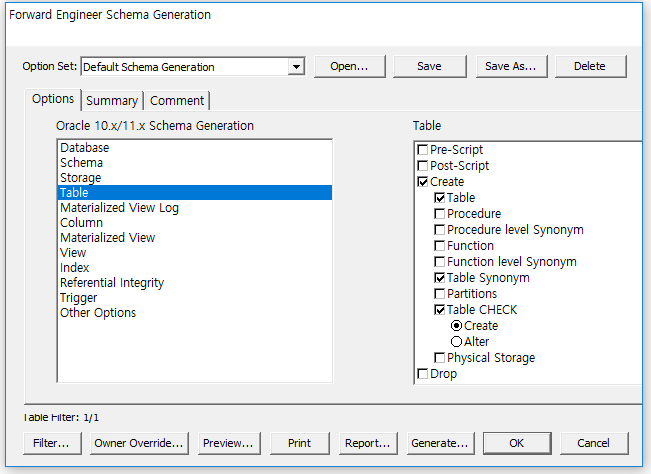 Forward Engineer Schema Generation
Option Set: Default Schema Generation Open... Save Save As... Delete
Options Summary Comment
Oracle 10.x/11.x Schema Generation
Database
Schema
Storage
Table
Materialized View Log
Column
Materialized View
View
Index
Referential Integrity
Trigger
Other Options
Table
Pre-Script
Post-Script
Create
Table
Procedure
Procedure level Synonym
Function
Function level Synonym
Table Synonym
Partitions
Table CHECK
Create
Alter
Physical Storage
Drop
Table Filter: 1/1
Filter... Owner Override... Preview... Print Report... Generate... OK Cancel